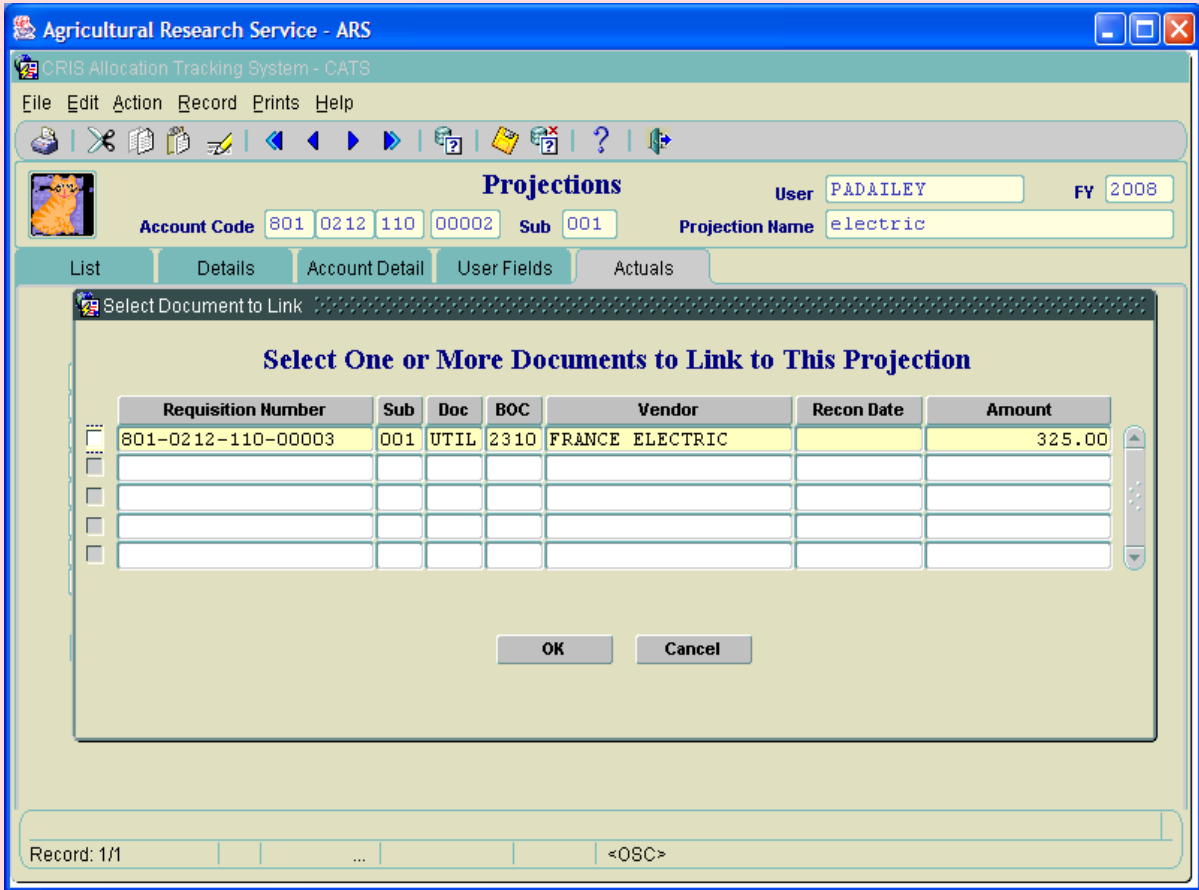 Agricultural Research Service - ARS
CRIS Allocation Tracking System - CATS
File Edit Action Record Prints Help
Projections User PADAILEY FY 2008
Account Code 801 0212 110 00002 Sub 001 Projection Name electric
List Details Account Detail User Fields Actuals
Select Document to Link
Select One or More Documents to Link to This Projection
Requisition Number Sub Doc BOC Vendor Recon Date Amount
801-0212-110-00003 001 UTIL 2310 FRANCE ELECTRIC 325.00
OK Cancel
Record: 1/1 ... <OSC>